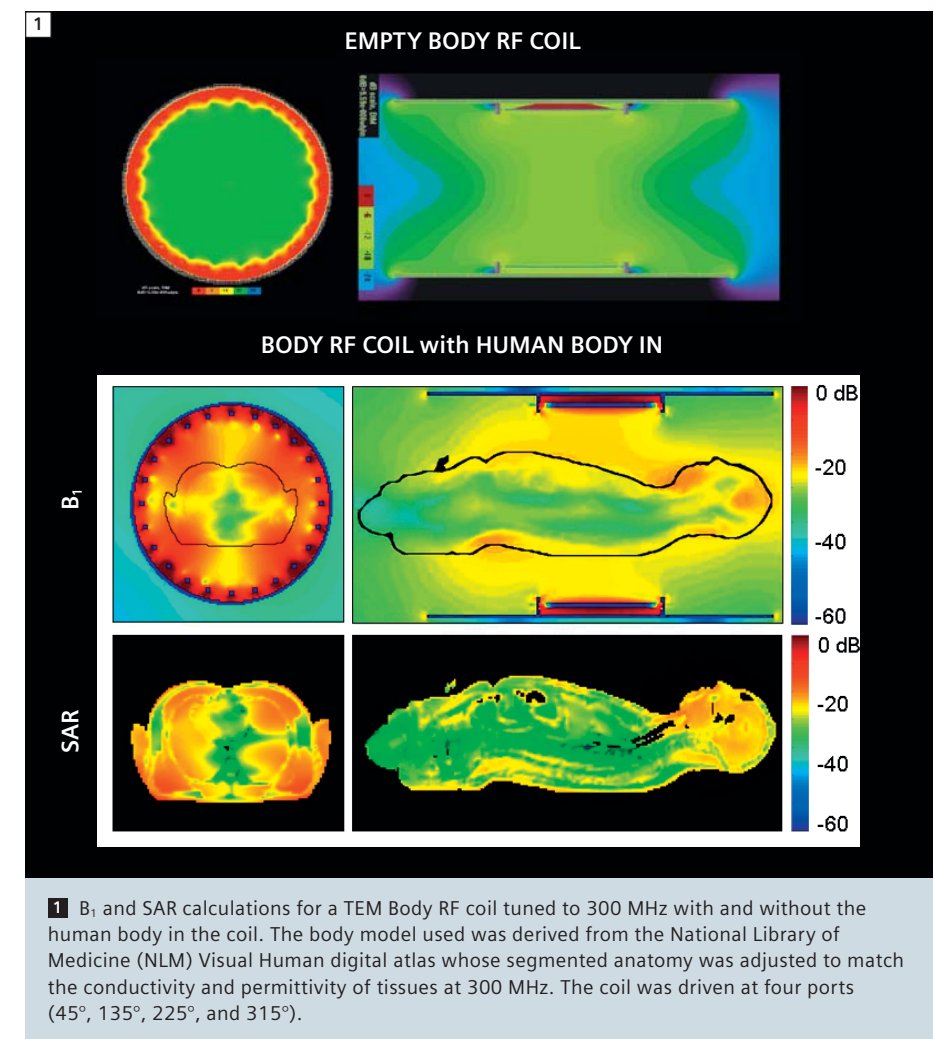 1
EMPTY BODY RF COIL
BODY RF COIL with HUMAN BODY IN
B₁
0 dB
-20
-40
-60
SAR
0 dB
-20
-40
-60
1 B₁ and SAR calculations for a TEM Body RF coil tuned to 300 MHz with and without the
human body in the coil. The body model used was derived from the National Library of
Medicine (NLM) Visual Human digital atlas whose segmented anatomy was adjusted to match
the conductivity and permittivity of tissues at 300 MHz. The coil was driven at four ports
(45°, 135°, 225°, and 315°).